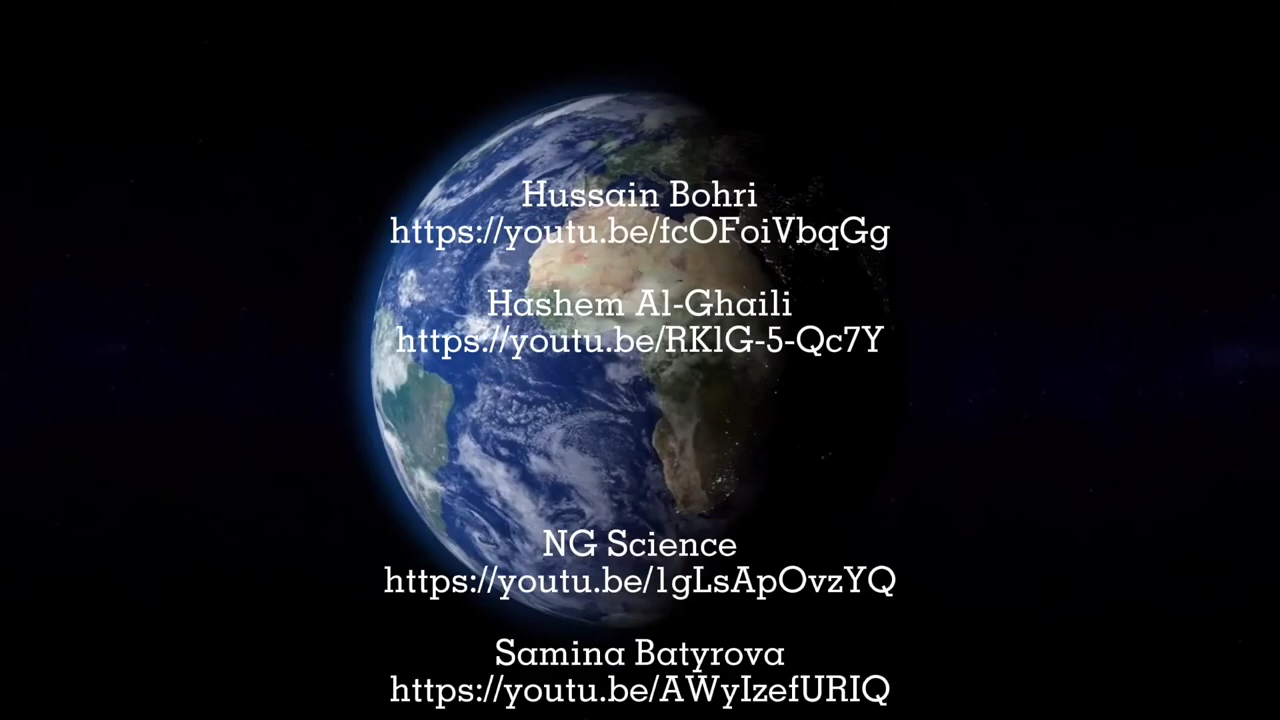 Hussain Bohri
https://youtu.be/fcOFoiVbqGg
Hashem Al-Ghaili
https://youtu.be/RKlG-5-Qc7Y
NG Science
https://youtu.be/1gLsApOvzYQ
Samina Batyrova
https://youtu.be/AWyIzefURIQ